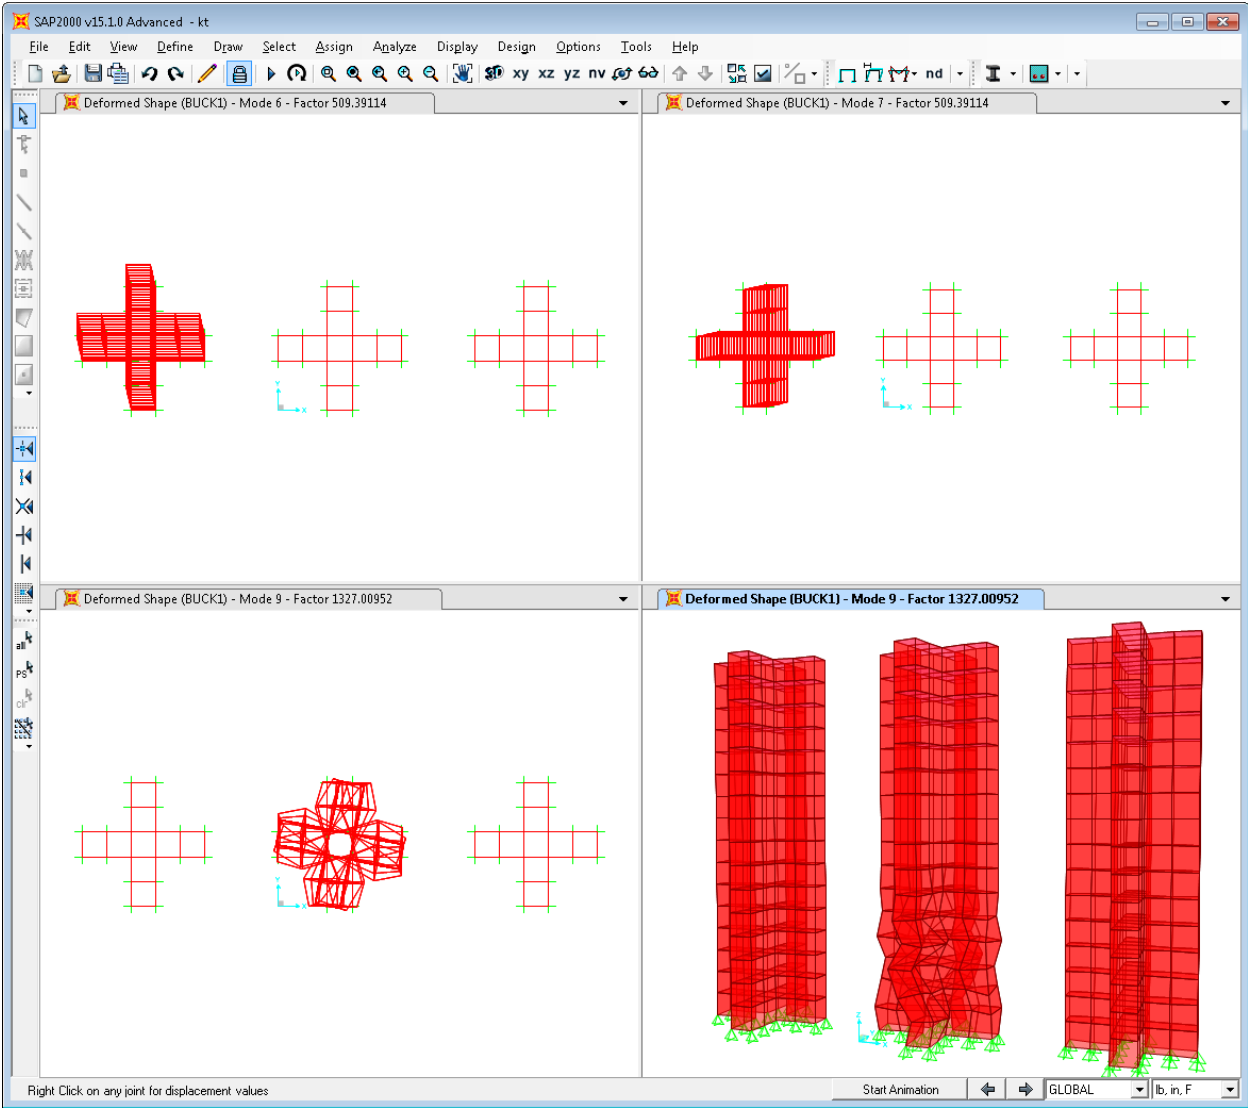 SAP2000 v15.1.0 Advanced - kt
File Edit View Define Draw Select Assign Analyze Display Design Options Tools Help
3D xy xz yz nv nd
Deformed Shape (BUCK1) - Mode 6 - Factor 509.39114
Deformed Shape (BUCK1) - Mode 7 - Factor 509.39114
Y
X
Y
X
all
PS
clr
Deformed Shape (BUCK1) - Mode 9 - Factor 1327.00952
Deformed Shape (BUCK1) - Mode 9 - Factor 1327.00952
Y
X
Z
Y
X
Right Click on any joint for displacement values
Start Animation
GLOBAL
lb, in, F